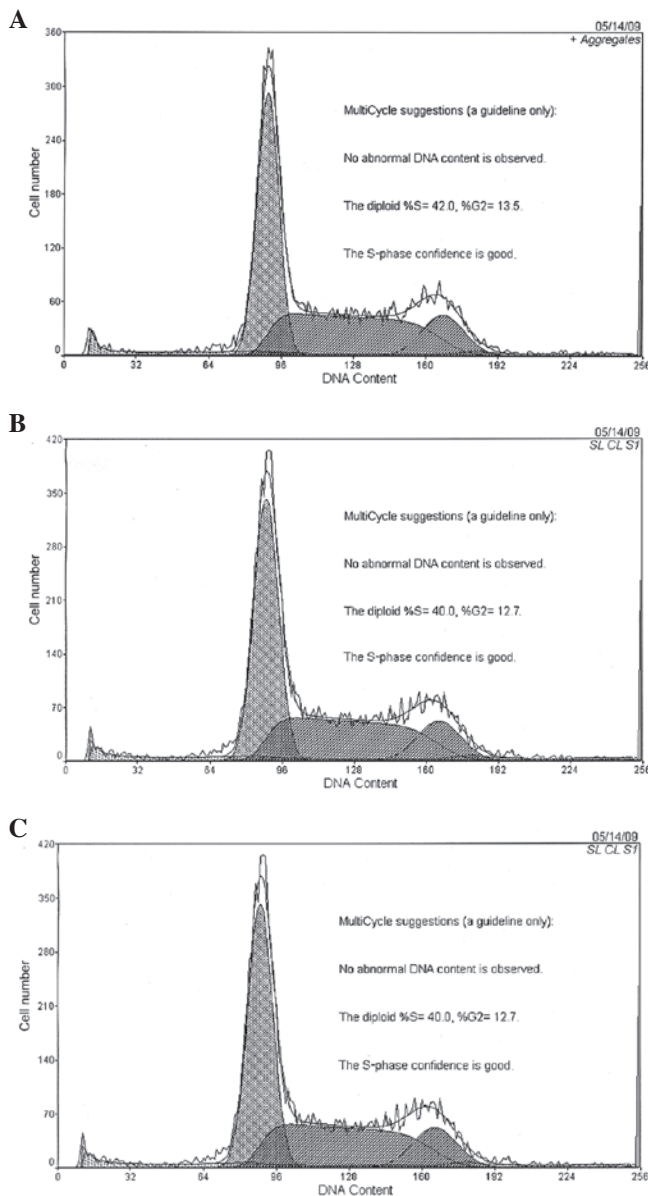 A
05/14/09
+ Aggregates
360
300
240
180
120
60
0
Cell number
MultiCycle suggestions (a guideline only):
No abnormal DNA content is observed.
The diploid %S= 42.0, %G2= 13.5.
The S-phase confidence is good.
0 32 64 96 128 160 192 224 256
DNA Content
B
05/14/09
SL CL S1
420
350
280
210
140
70
0
Cell number
MultiCycle suggestions (a guideline only):
No abnormal DNA content is observed.
The diploid %S= 40.0, %G2= 12.7.
The S-phase confidence is good.
0 32 64 96 128 160 192 224 256
DNA Content
C
05/14/09
SL CL S1
420
350
280
210
140
70
0
Cell number
MultiCycle suggestions (a guideline only):
No abnormal DNA content is observed.
The diploid %S= 40.0, %G2= 12.7.
The S-phase confidence is good.
0 32 64 96 128 160 192 224 256
DNA Content